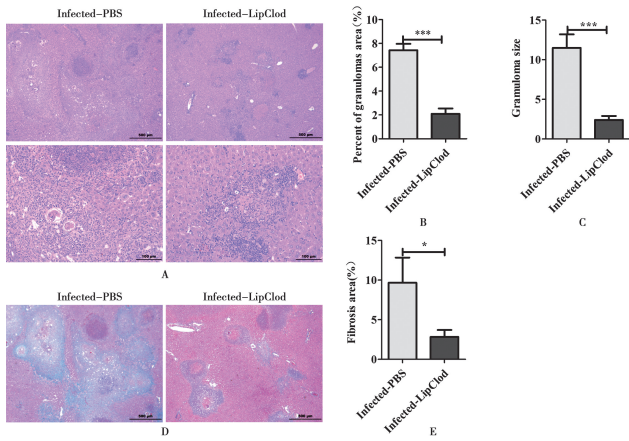 Infected–PBS
Infected–LipClod
500 μm
500 μm
100 μm
100 μm
A
Percent of granulomas area(%)
10
8
6
4
2
0
***
Infected–PBS
Infected–LipClod
B
Granuloma size
15
10
5
0
***
Infected–PBS
Infected–LipClod
C
Infected–PBS
Infected–LipClod
500 μm
500 μm
D
Fibrosis area(%)
15
10
5
0
*
Infected–PBS
Infected–LipClod
E